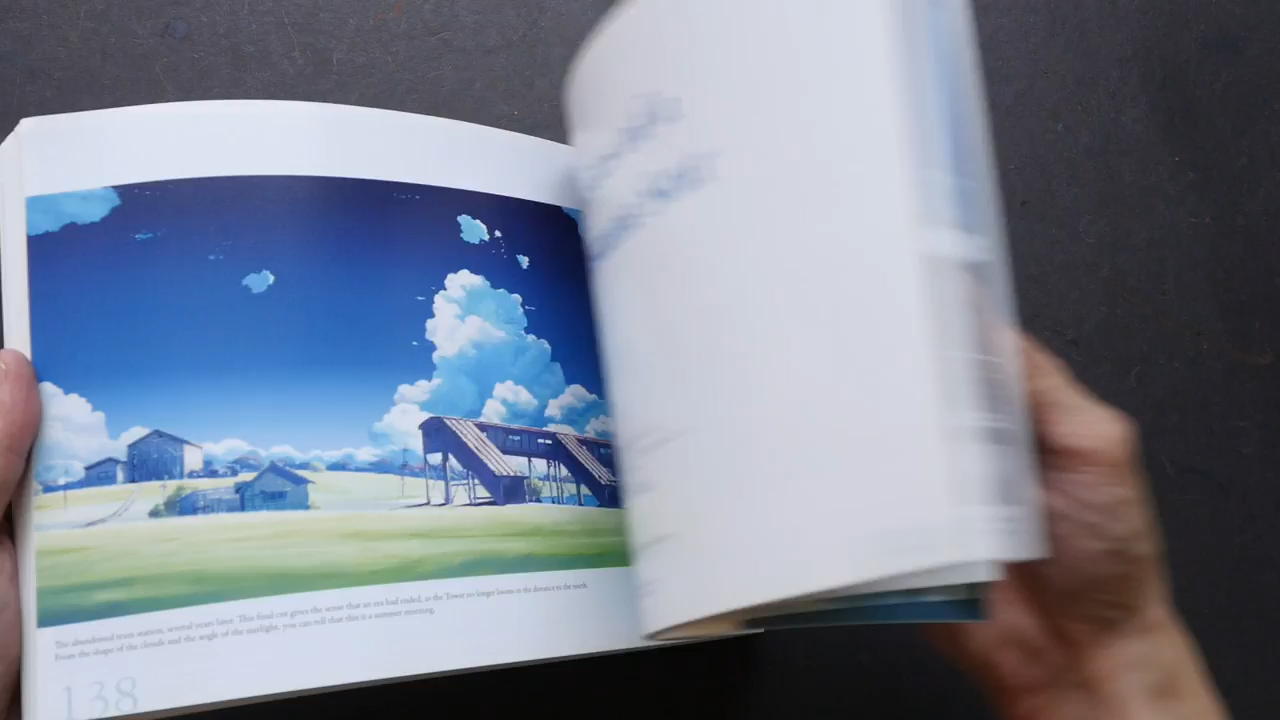 The abandoned train station, several years later. This final cut gives the sense that an era had ended, as the Tower no longer looms in the distance to the north.
From the shape of the clouds and the angle of the sunlight, you can tell that this is a summer morning.
138